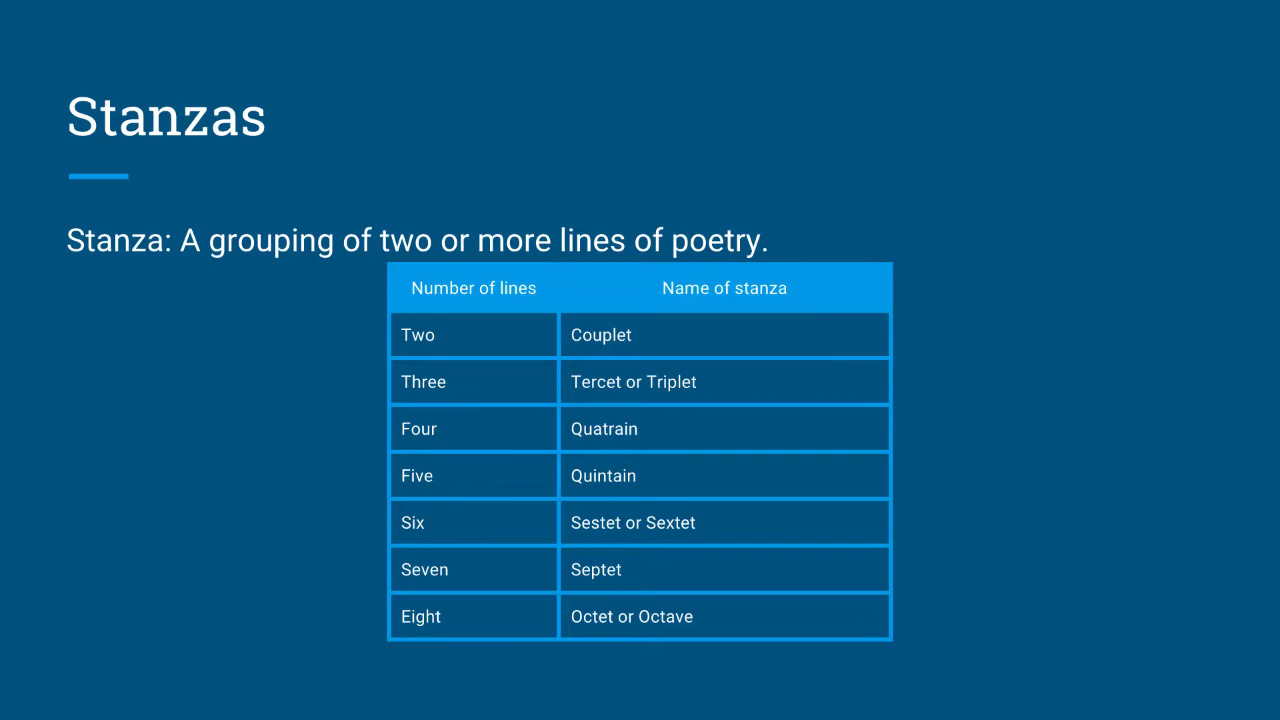 Stanzas
Stanza: A grouping of two or more lines of poetry.
Number of lines Name of stanza
Two Couplet
Three Tercet or Triplet
Four Quatrain
Five Quintain
Six Sestet or Sextet
Seven Septet
Eight Octet or Octave